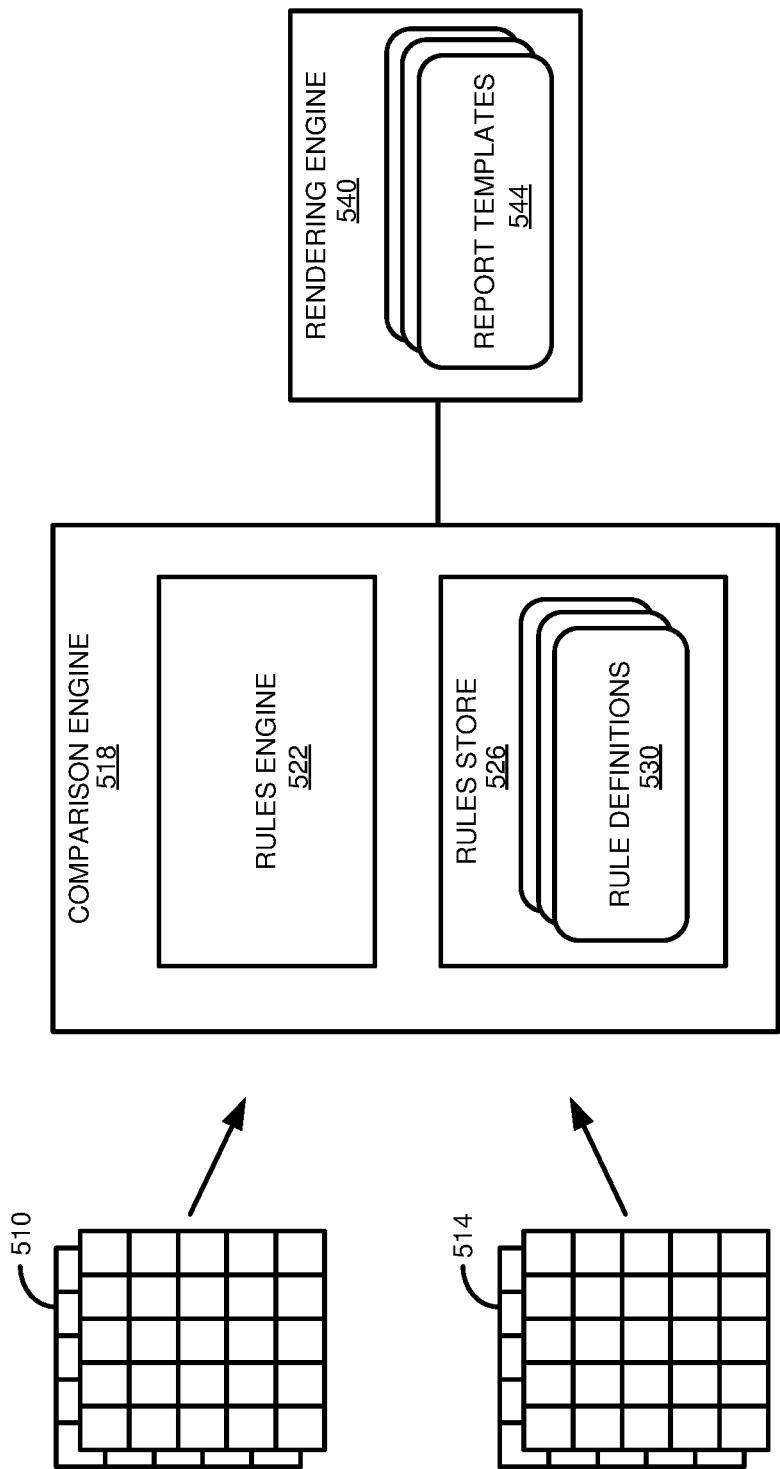 510
514
COMPARISON ENGINE
518
RULES ENGINE
522
RULES STORE
526
RULE DEFINITIONS
530
RENDERING ENGINE
540
REPORT TEMPLATES
544